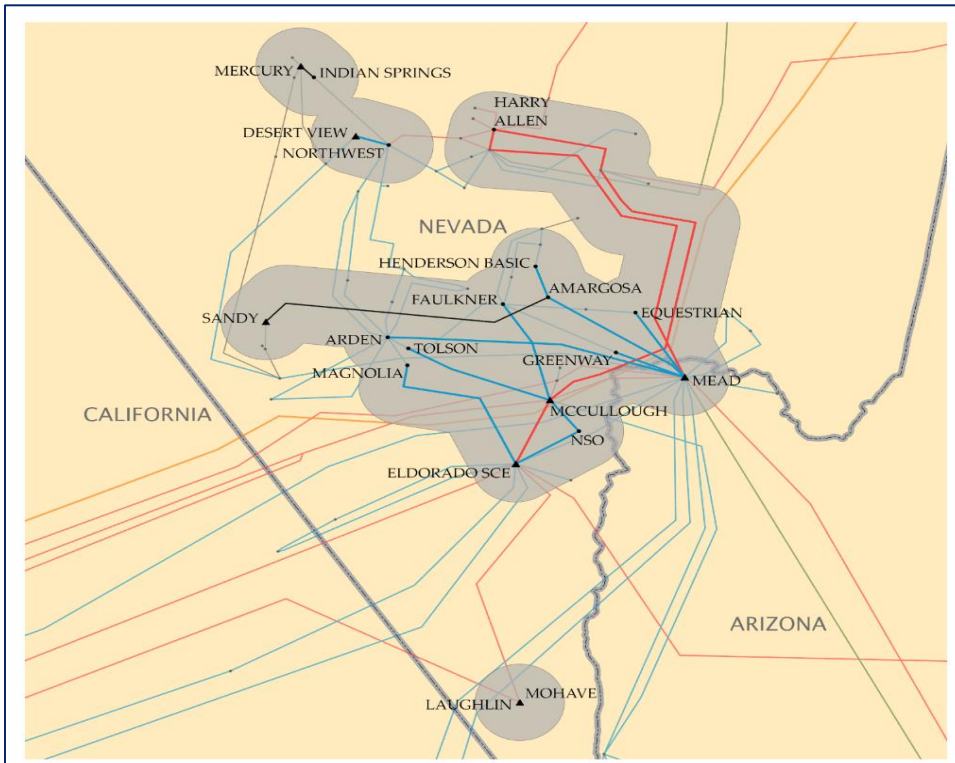 MERCURY
INDIAN SPRINGS
HARRY
ALLEN
DESERT VIEW
NORTHWEST
NEVADA
HENDERSON BASIC
AMARGOSA
FAULKNER
EQUESTRIAN
SANDY
ARDEN
TOLSON
GREENWAY
MAGNOLIA
MEAD
CALIFORNIA
MCCULLOUGH
NSO
ELDORADO SCE
ARIZONA
MOHAVE
LAUGHLIN